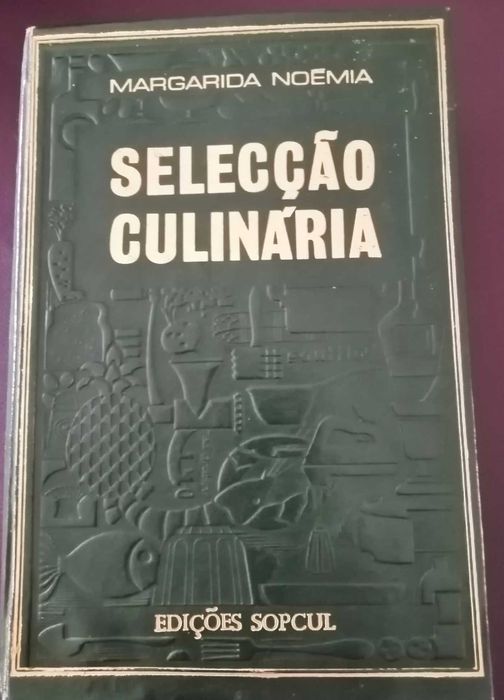 MARGARIDA NOÉMIA
SELECÇÃO
CULINÁRIA
EDIÇÕES SOPCUL